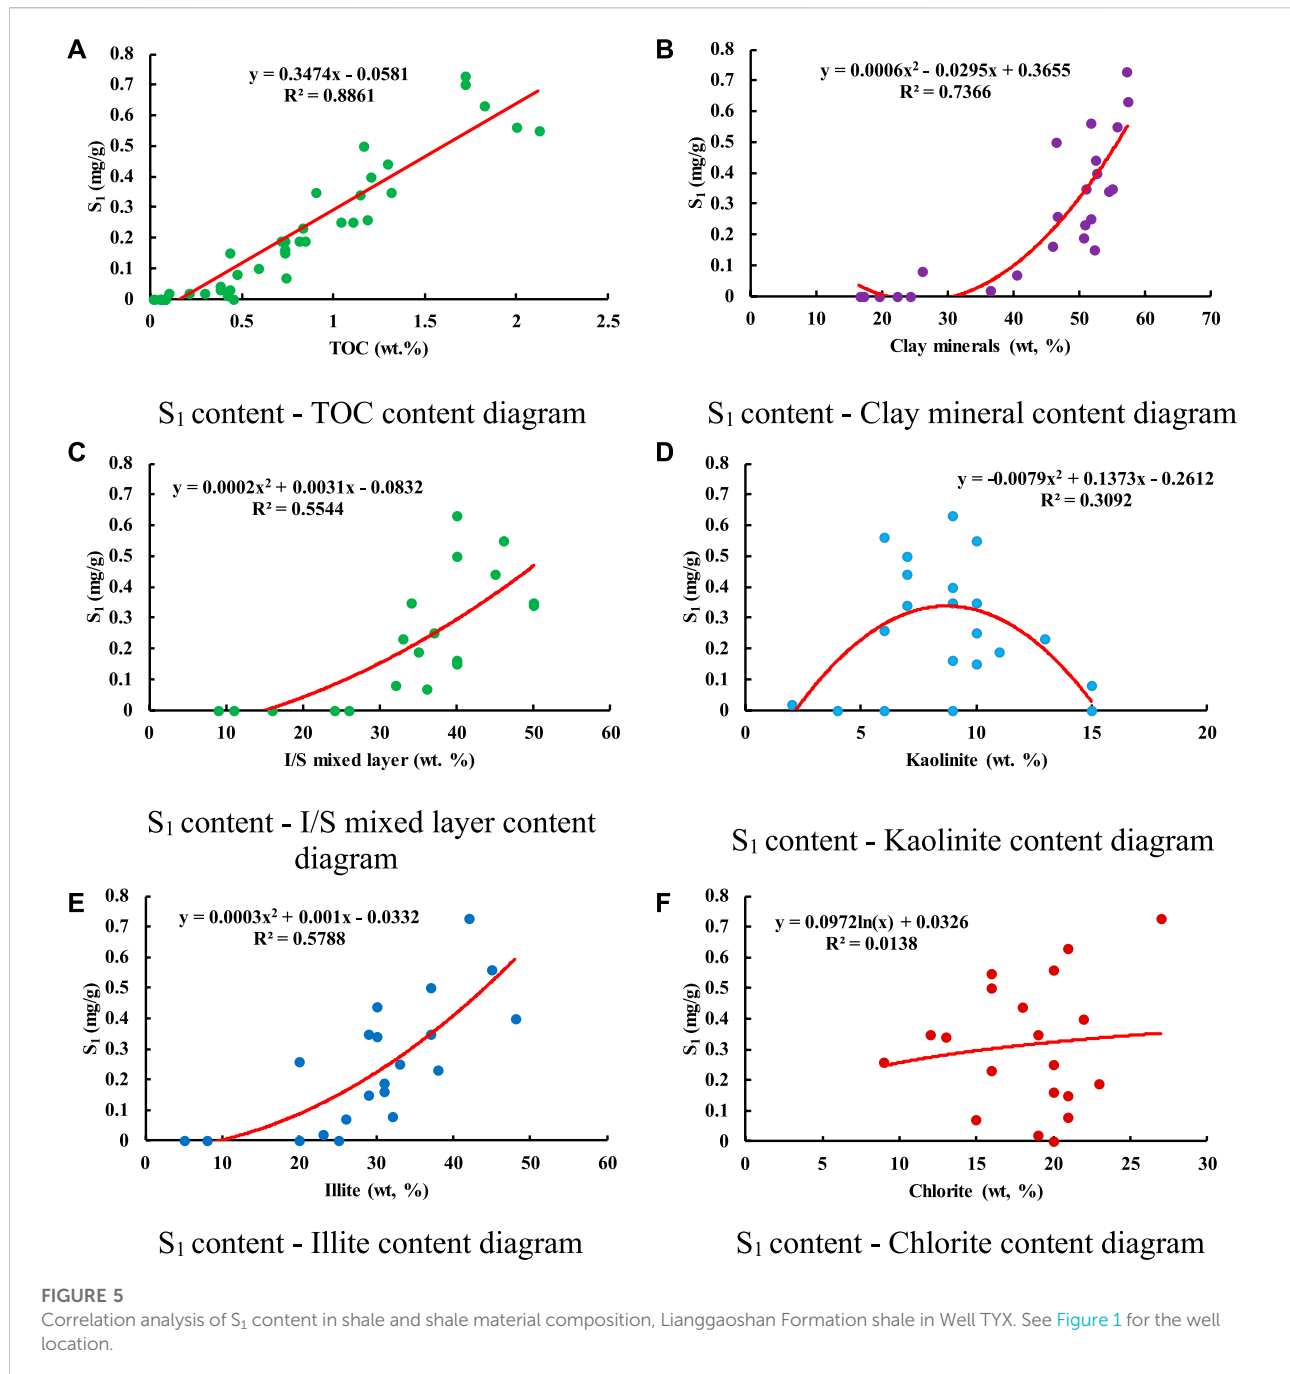 A
y = 0.3474x - 0.0581
R² = 0.8861
S₁ (mg/g)
0.8
0.7
0.6
0.5
0.4
0.3
0.2
0.1
0
0 0.5 1 1.5 2 2.5
TOC (wt.%)
S₁ content - TOC content diagram
B
y = 0.0006x² - 0.0295x + 0.3655
R² = 0.7366
S₁ (mg/g)
0.8
0.7
0.6
0.5
0.4
0.3
0.2
0.1
0
0 10 20 30 40 50 60 70
Clay minerals (wt, %)
S₁ content - Clay mineral content diagram
C
y = 0.0002x² + 0.0031x - 0.0832
R² = 0.5544
S₁ (mg/g)
0.8
0.7
0.6
0.5
0.4
0.3
0.2
0.1
0
0 10 20 30 40 50 60
I/S mixed layer (wt. %)
S₁ content - I/S mixed layer content
diagram
D
y = -0.0079x² + 0.1373x - 0.2612
R² = 0.3092
S₁ (mg/g)
0.8
0.7
0.6
0.5
0.4
0.3
0.2
0.1
0
0 5 10 15 20
Kaolinite (wt. %)
S₁ content - Kaolinite content diagram
E
y = 0.0003x² + 0.001x - 0.0332
R² = 0.5788
S₁ (mg/g)
0.8
0.7
0.6
0.5
0.4
0.3
0.2
0.1
0
0 10 20 30 40 50 60
Illite (wt, %)
S₁ content - Illite content diagram
F
y = 0.0972ln(x) + 0.0326
R² = 0.0138
S₁ (mg/g)
0.8
0.7
0.6
0.5
0.4
0.3
0.2
0.1
0
0 5 10 15 20 25 30
Chlorite (wt, %)
S₁ content - Chlorite content diagram
FIGURE 5
Correlation analysis of S₁ content in shale and shale material composition, Lianggaoshan Formation shale in Well TYX. See Figure 1 for the well
location.